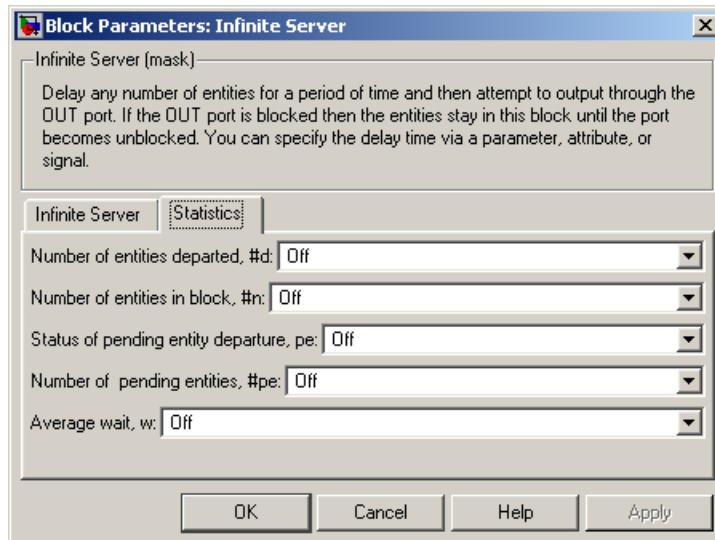 Block Parameters: Infinite Server
Infinite Server (mask)
Delay any number of entities for a period of time and then attempt to output through the
OUT port. If the OUT port is blocked then the entities stay in this block until the port
becomes unblocked. You can specify the delay time via a parameter, attribute, or
signal.
Infinite Server Statistics
Number of entities departed, #d: Off
Number of entities in block, #n: Off
Status of pending entity departure, pe: Off
Number of pending entities, #pe: Off
Average wait, w: Off
OK Cancel Help Apply